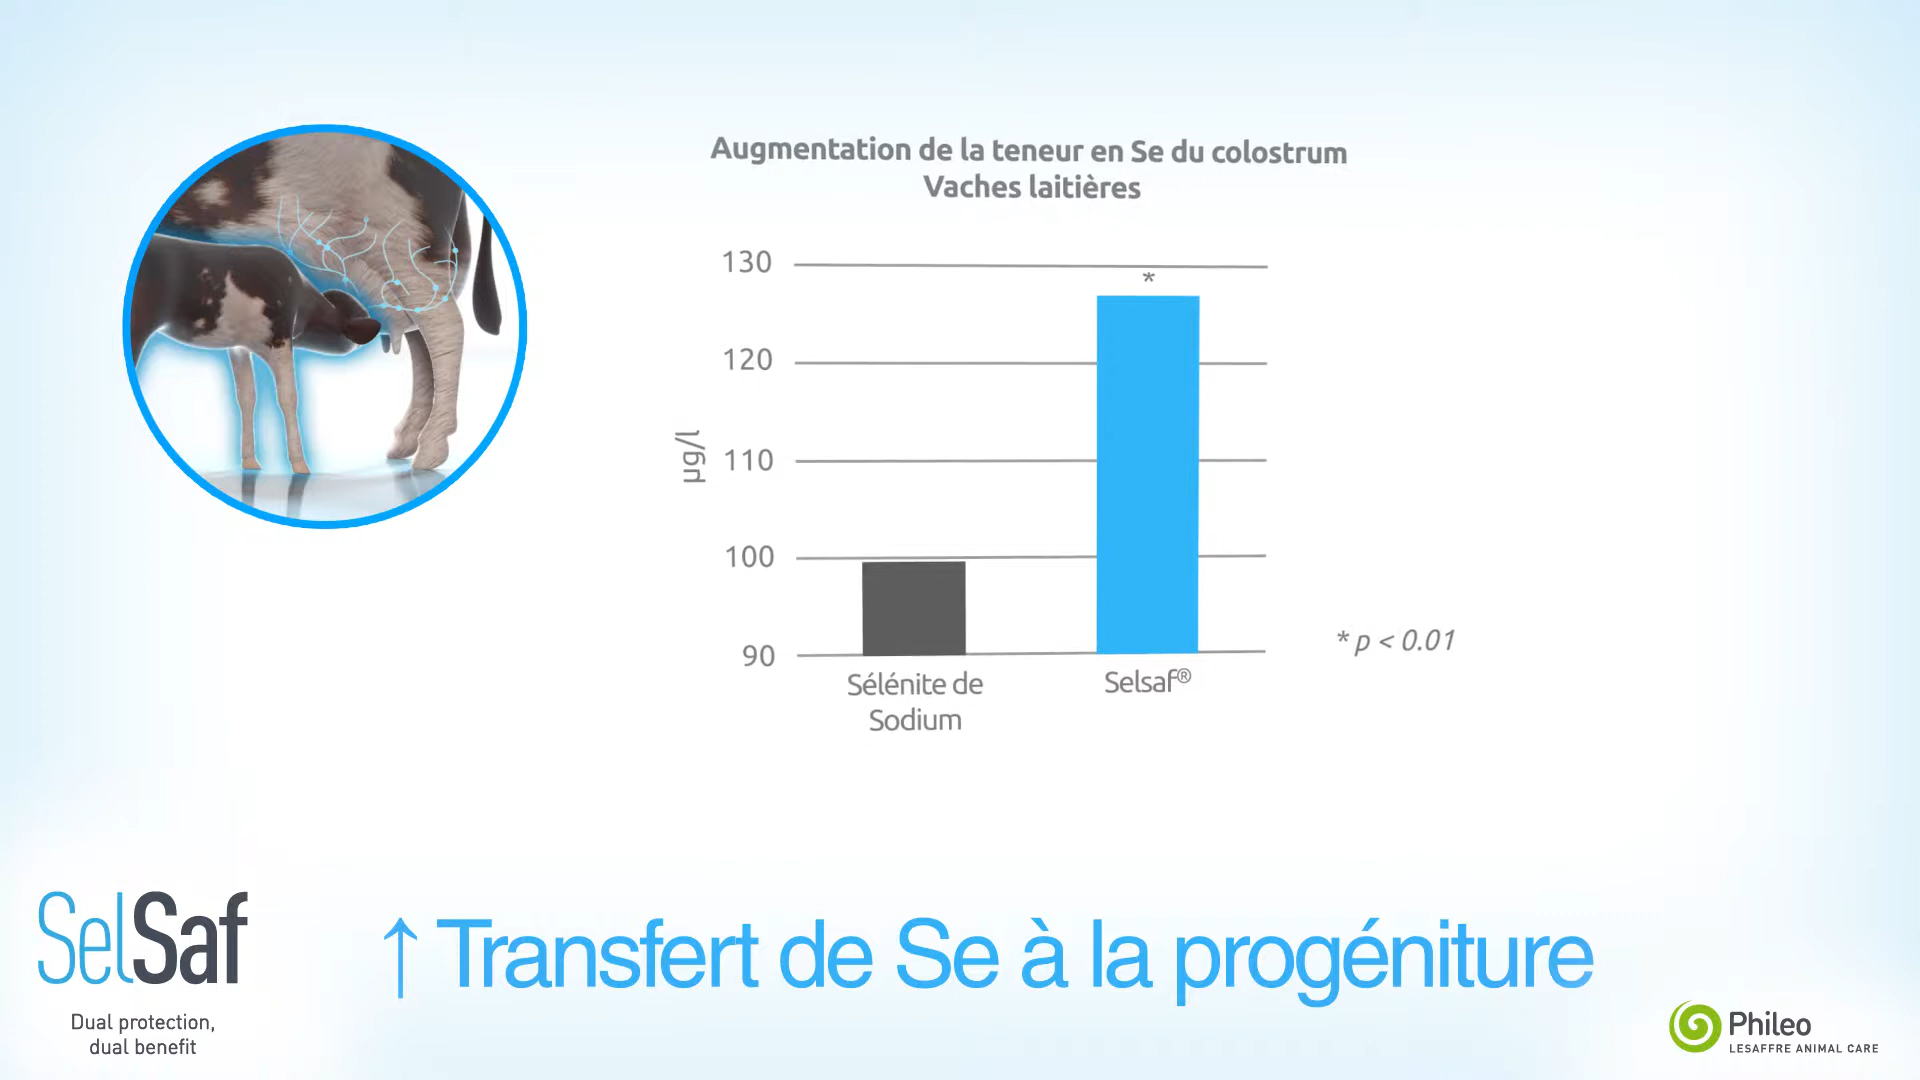 Augmentation de la teneur en Se du colostrum
Vaches laitières
130
*
120
µg/l
110
100
90
* p < 0.01
Sélénite de
Sodium
Selsaf®
SelSaf
Dual protection,
dual benefit
↑ Transfert de Se à la progéniture
Phileo
LESAFFRE ANIMAL CARE